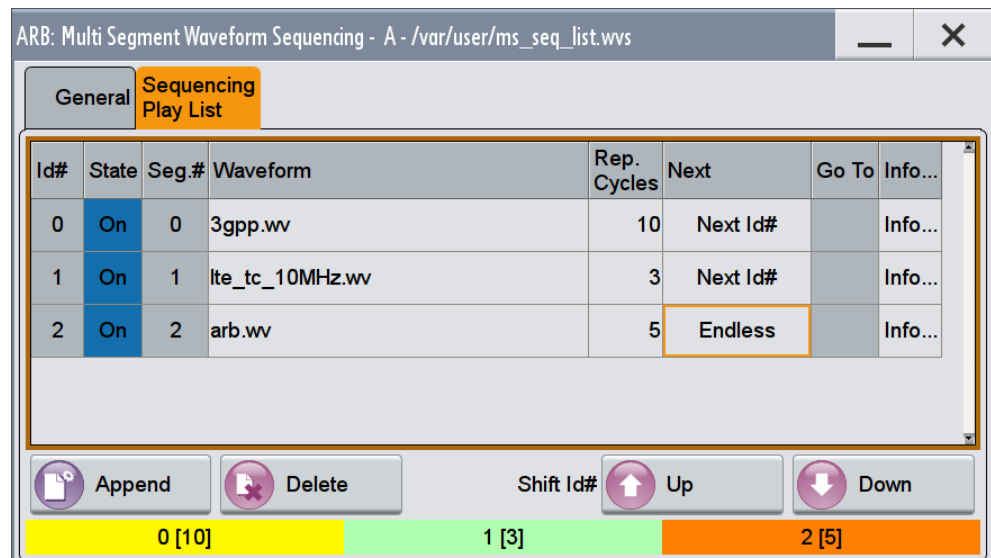 ARB: Multi Segment Waveform Sequencing - A - /var/user/ms_seq_list.wvs
General
Sequencing
Play List
Id# State Seg.# Waveform Rep. Cycles Next Go To Info...
0 On 0 3gpp.wv 10 Next Id# Info...
1 On 1 lte_tc_10MHz.wv 3 Next Id# Info...
2 On 2 arb.wv 5 Endless Info...
Append Delete Shift Id# Up Down
0 [10] 1 [3] 2 [5]